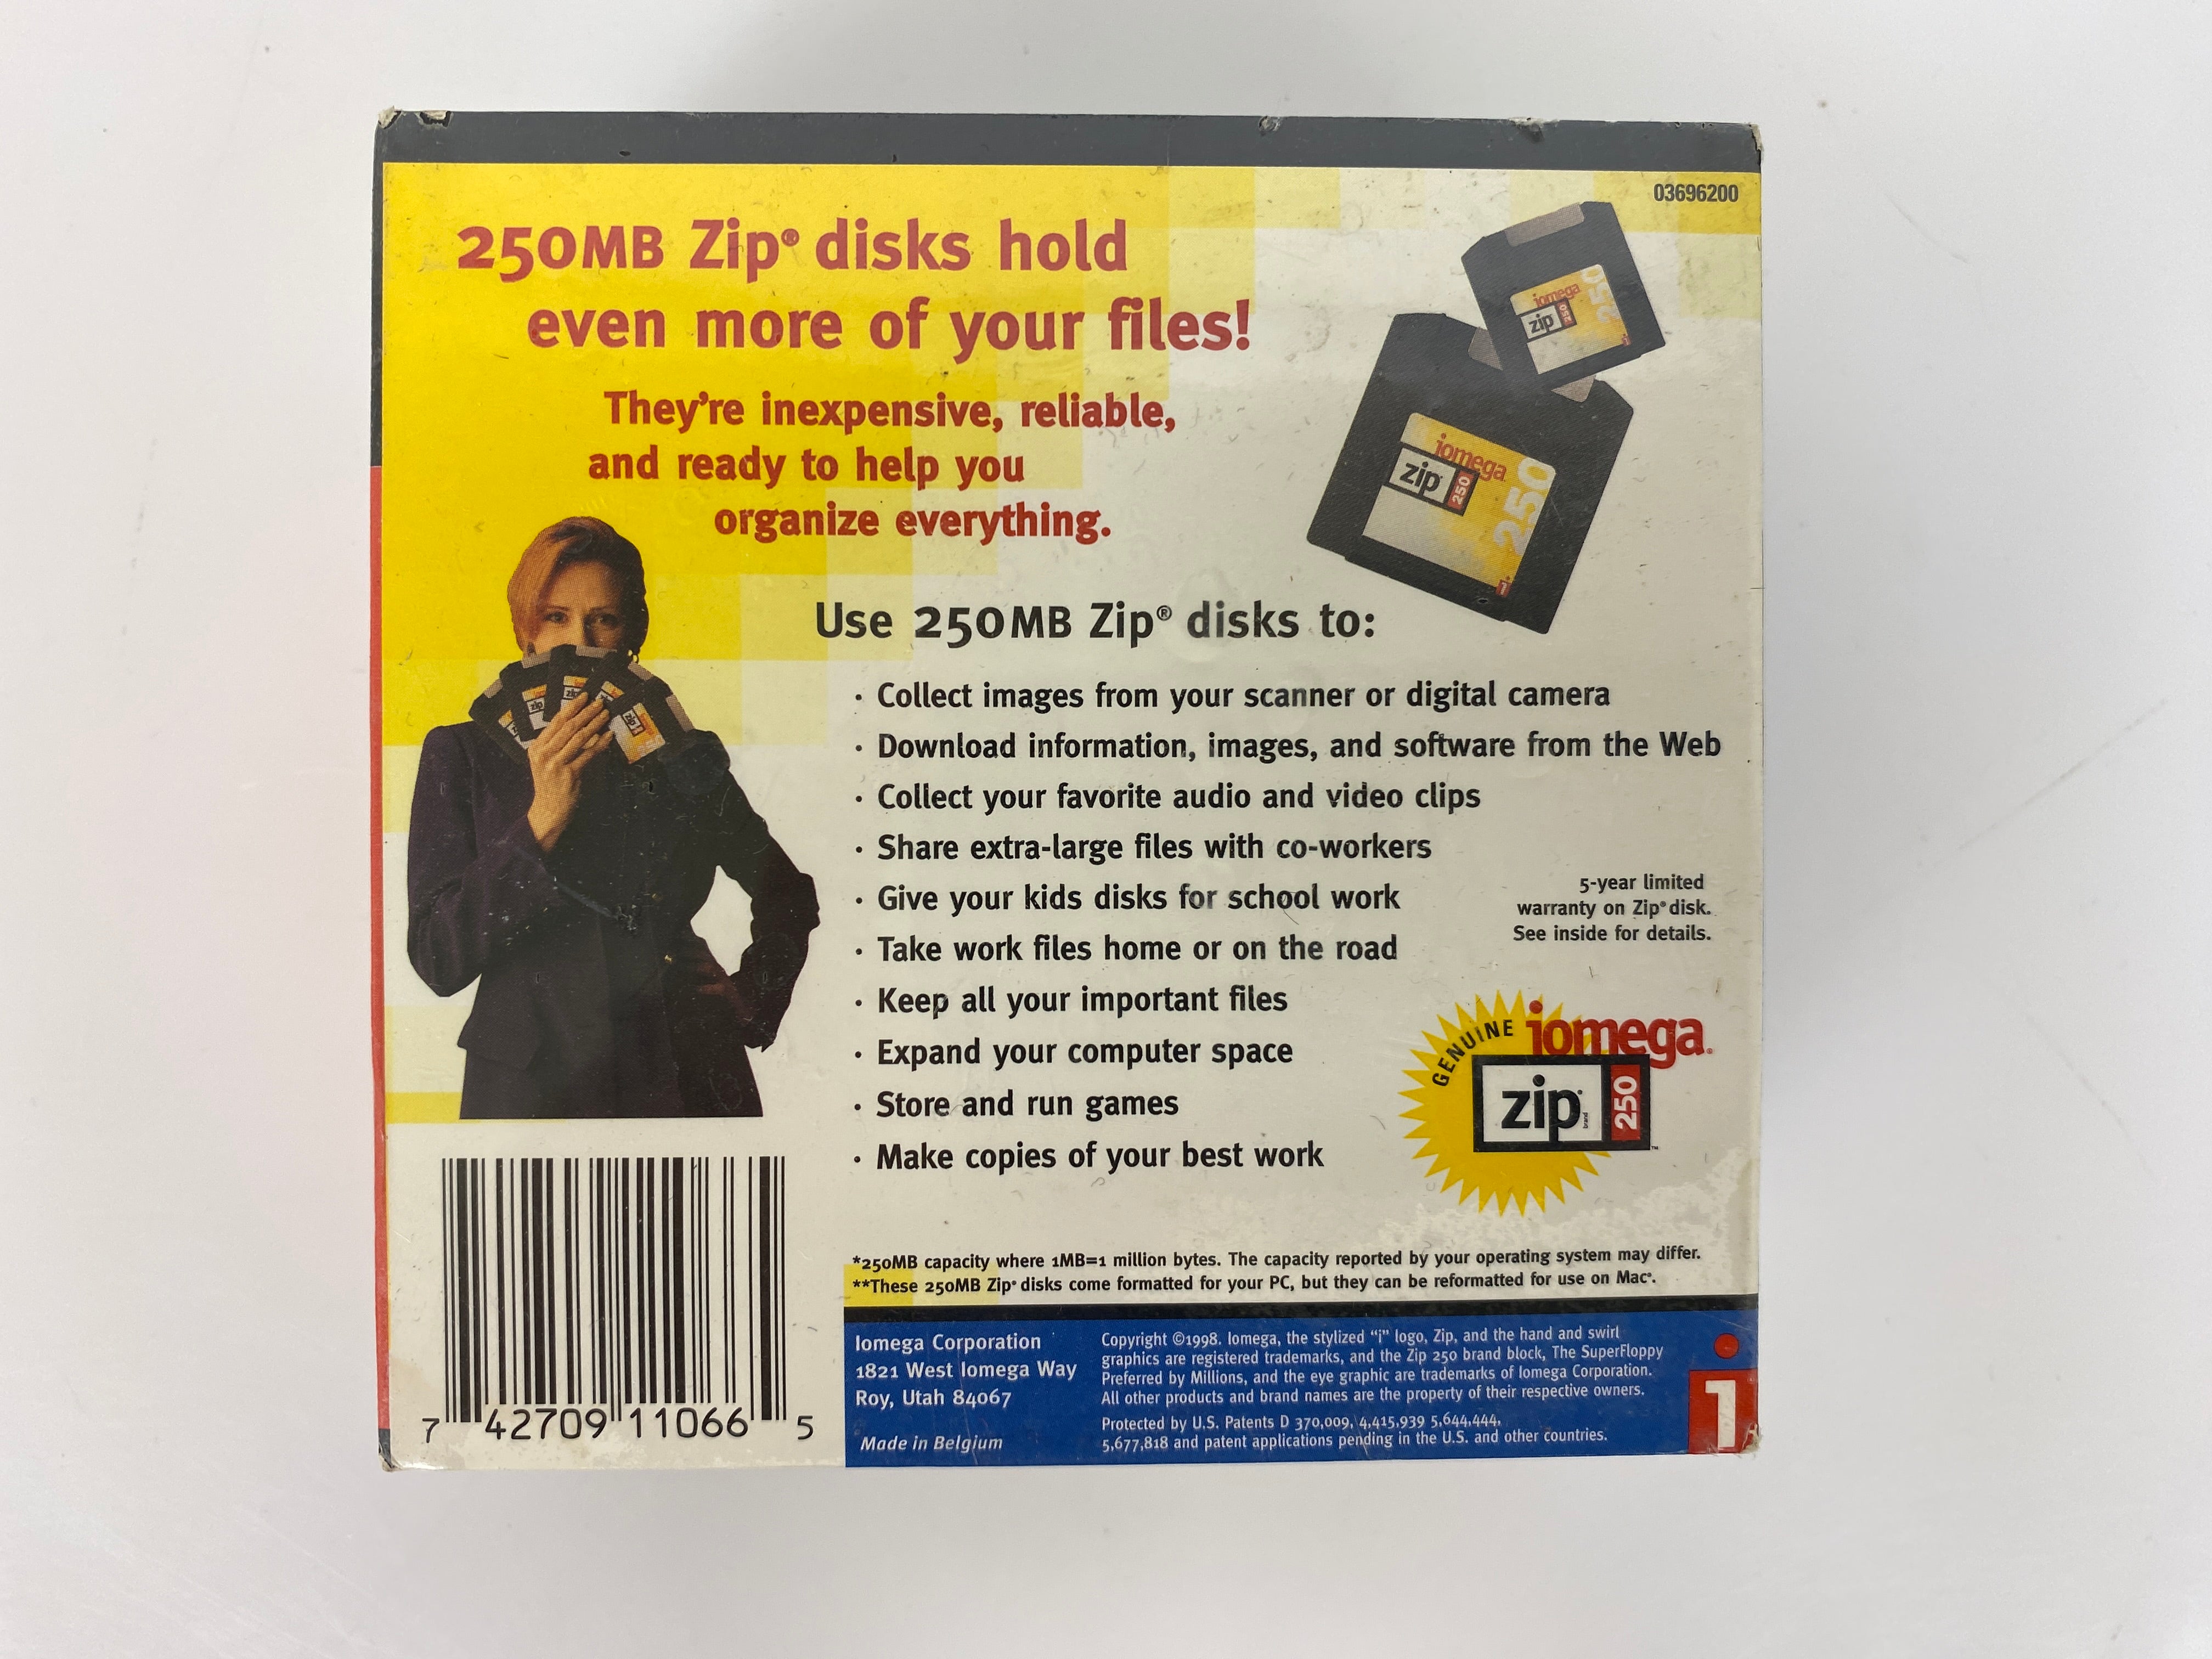 03696200
250MB Zip® disks hold
even more of your files!
They're inexpensive, reliable,
and ready to help you
organize everything.
iomega
zip 250
250
iomega
zip 250
250
Use 250MB Zip® disks to:
· Collect images from your scanner or digital camera
· Download information, images, and software from the Web
· Collect your favorite audio and video clips
· Share extra-large files with co-workers
· Give your kids disks for school work
· Take work files home or on the road
· Keep all your important files
· Expand your computer space
· Store and run games
· Make copies of your best work
5-year limited
warranty on Zip® disk.
See inside for details.
GENUINE iomega®
zip® brand 250™
*250MB capacity where 1MB=1 million bytes. The capacity reported by your operating system may differ.
**These 250MB Zip® disks come formatted for your PC, but they can be reformatted for use on Mac®.
Iomega Corporation
1821 West Iomega Way
Roy, Utah 84067
Made in Belgium
Copyright ©1998. Iomega, the stylized "i" logo, Zip, and the hand and swirl
graphics are registered trademarks, and the Zip 250 brand block, The SuperFloppy
Preferred by Millions, and the eye graphic are trademarks of Iomega Corporation.
All other products and brand names are the property of their respective owners.
Protected by U.S. Patents D 370,009, 4,415,939 5,644,444,
5,677,818 and patent applications pending in the U.S. and other countries.
i
7 42709 11066 5